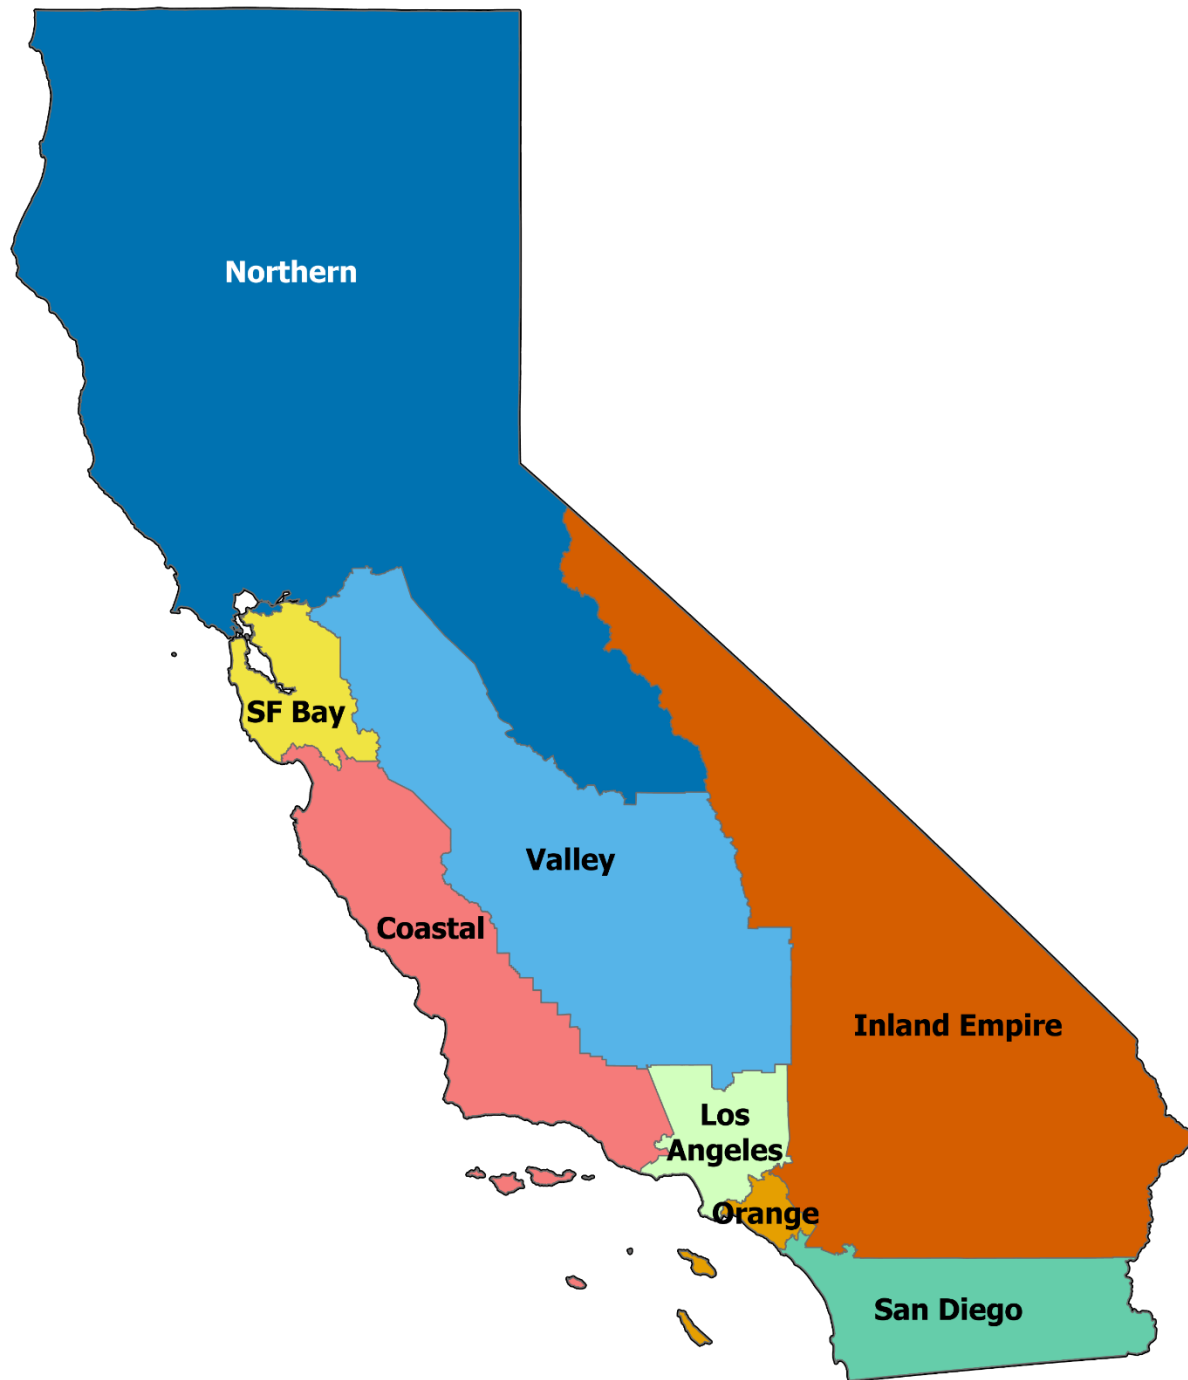 Northern
SF Bay
Valley
Coastal
Inland Empire
Los
Angeles
Orange
San Diego